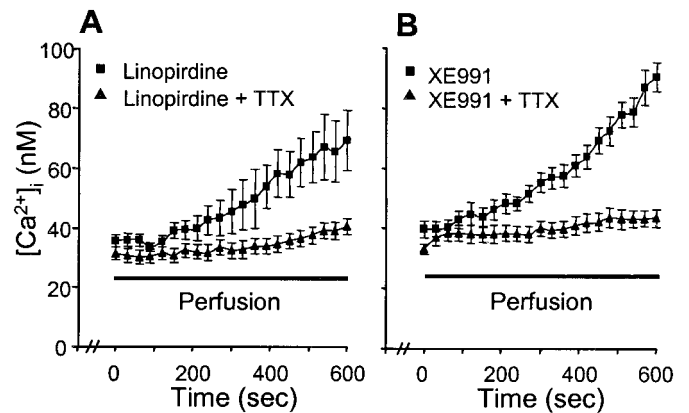 A
100
80
60
40
20
0
[Ca2+]i (nM)
■ Linopirdine
▲ Linopirdine + TTX
Perfusion
0 200 400 600
Time (sec)
B
■ XE991
▲ XE991 + TTX
Perfusion
0 200 400 600
Time (sec)